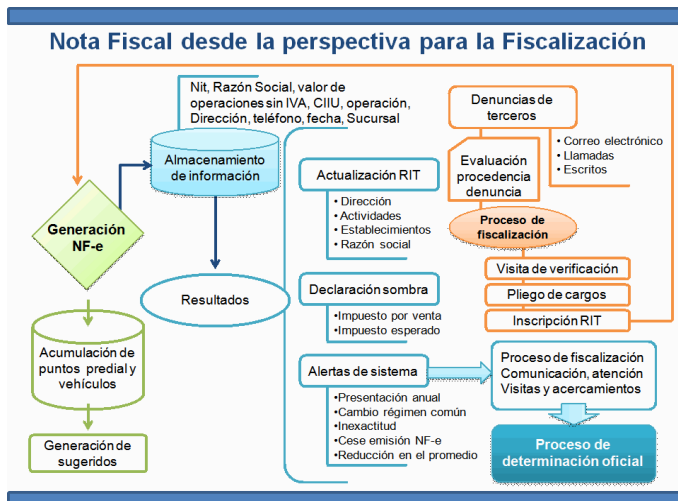 Nota Fiscal desde la perspectiva para la Fiscalización
Nit, Razón Social, valor de
operaciones sin IVA, CIIU, operación,
Dirección, teléfono, fecha, Sucursal
Almacenamiento
de información
Generación
NF-e
Resultados
Acumulación de
puntos predial y
vehículos
Generación de
sugeridos
Actualización RIT
•Dirección
•Actividades
•Establecimientos
•Razón social
Declaración sombra
•Impuesto por venta
•Impuesto esperado
Alertas de sistema
•Presentación anual
•Cambio régimen común
•Inexactitud
•Cese emisión NF-e
•Reducción en el promedio
Denuncias de
terceros
•Correo electrónico
•Llamadas
•Escritos
Evaluación
procedencia
denuncia
Proceso de
fiscalización
Visita de verificación
Pliego de cargos
Inscripción RIT
Proceso de fiscalización
Comunicación, atención
Visitas y acercamientos
Proceso de
determinación oficial